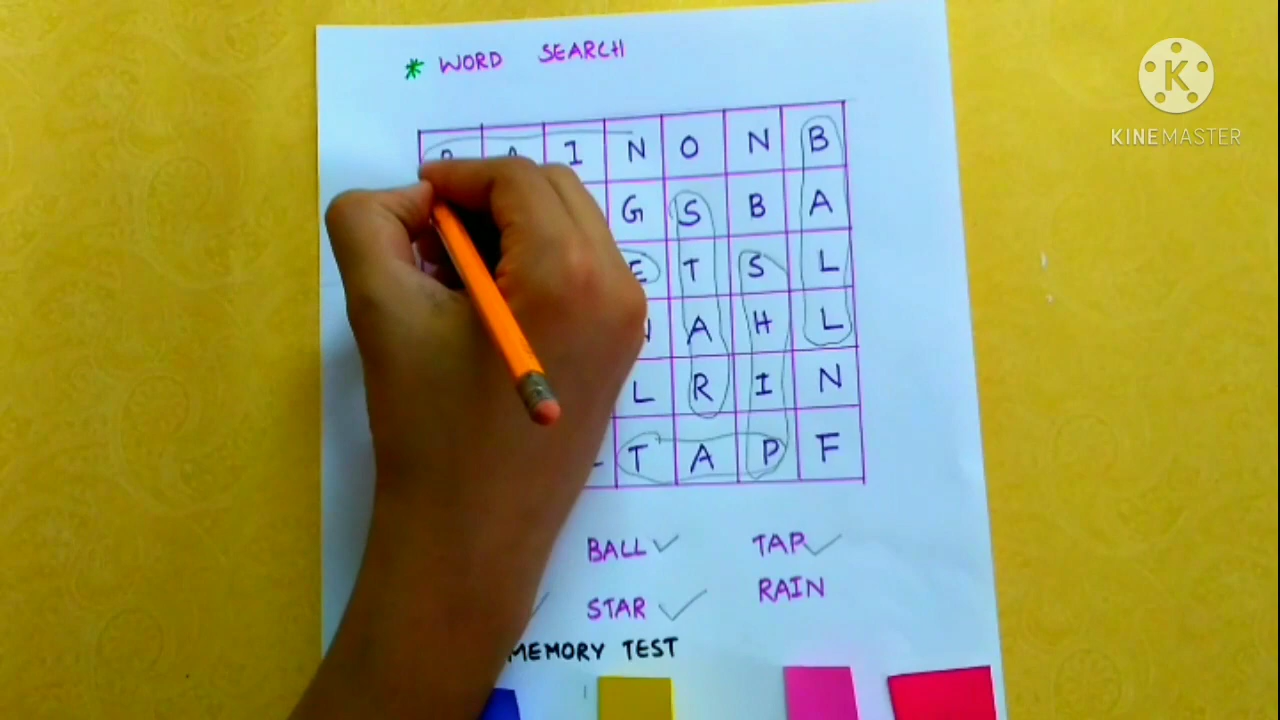 * WORD SEARCH
I N O N B
G S B A
E T S L
A H L
L R I N
T A P F
BALL ✓ TAP ✓
RAIN
STAR ✓
MEMORY TEST
K
KINEMASTER